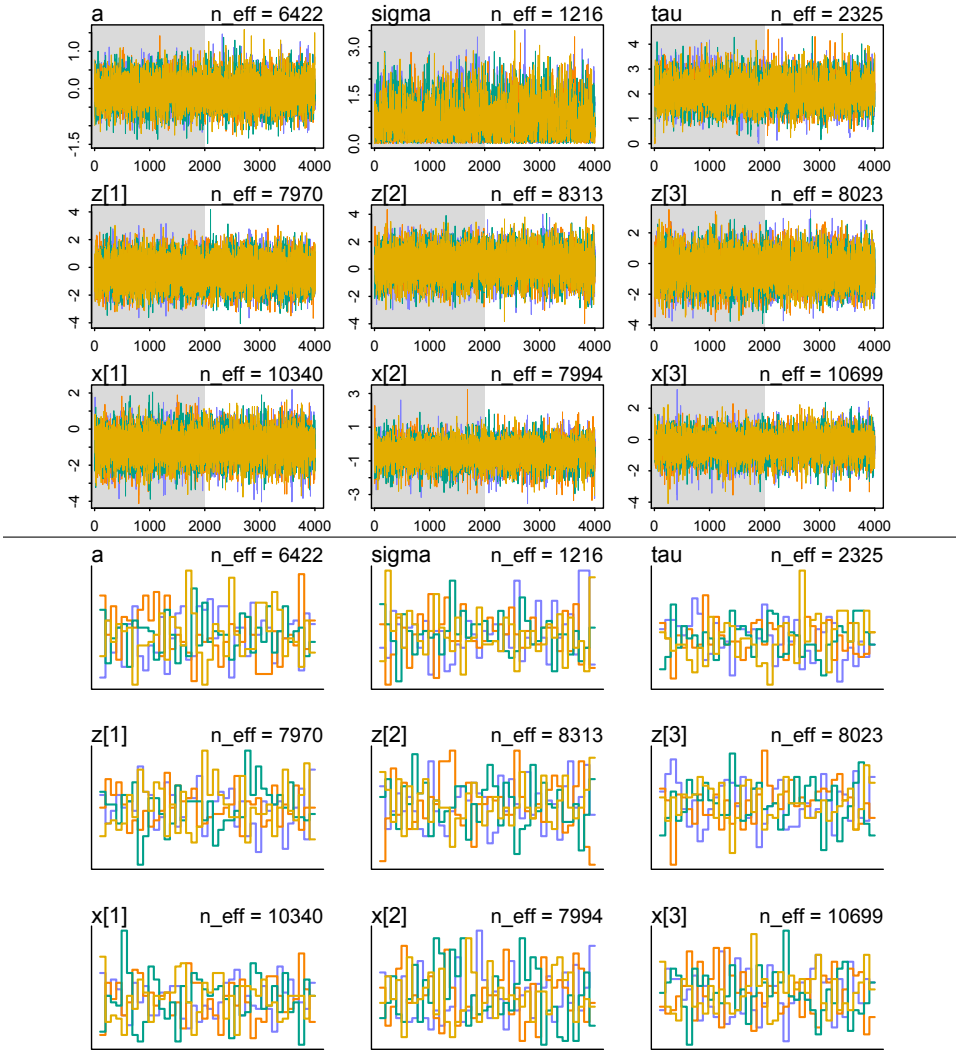 a n_eff = 6422 sigma n_eff = 1216 tau n_eff = 2325
-1.5 0.0 1.0 0.0 1.5 3.0 0 1 2 3 4
0 1000 2000 3000 4000 0 1000 2000 3000 4000 0 1000 2000 3000 4000
z[1] n_eff = 7970 z[2] n_eff = 8313 z[3] n_eff = 8023
-4 -2 0 2 4 -4 -2 0 2 4 -4 -2 0 2
0 1000 2000 3000 4000 0 1000 2000 3000 4000 0 1000 2000 3000 4000
x[1] n_eff = 10340 x[2] n_eff = 7994 x[3] n_eff = 10699
-4 -2 0 2 -3 -1 1 3 -4 -2 0 2
0 1000 2000 3000 4000 0 1000 2000 3000 4000 0 1000 2000 3000 4000
a n_eff = 6422 sigma n_eff = 1216 tau n_eff = 2325
z[1] n_eff = 7970 z[2] n_eff = 8313 z[3] n_eff = 8023
x[1] n_eff = 10340 x[2] n_eff = 7994 x[3] n_eff = 10699